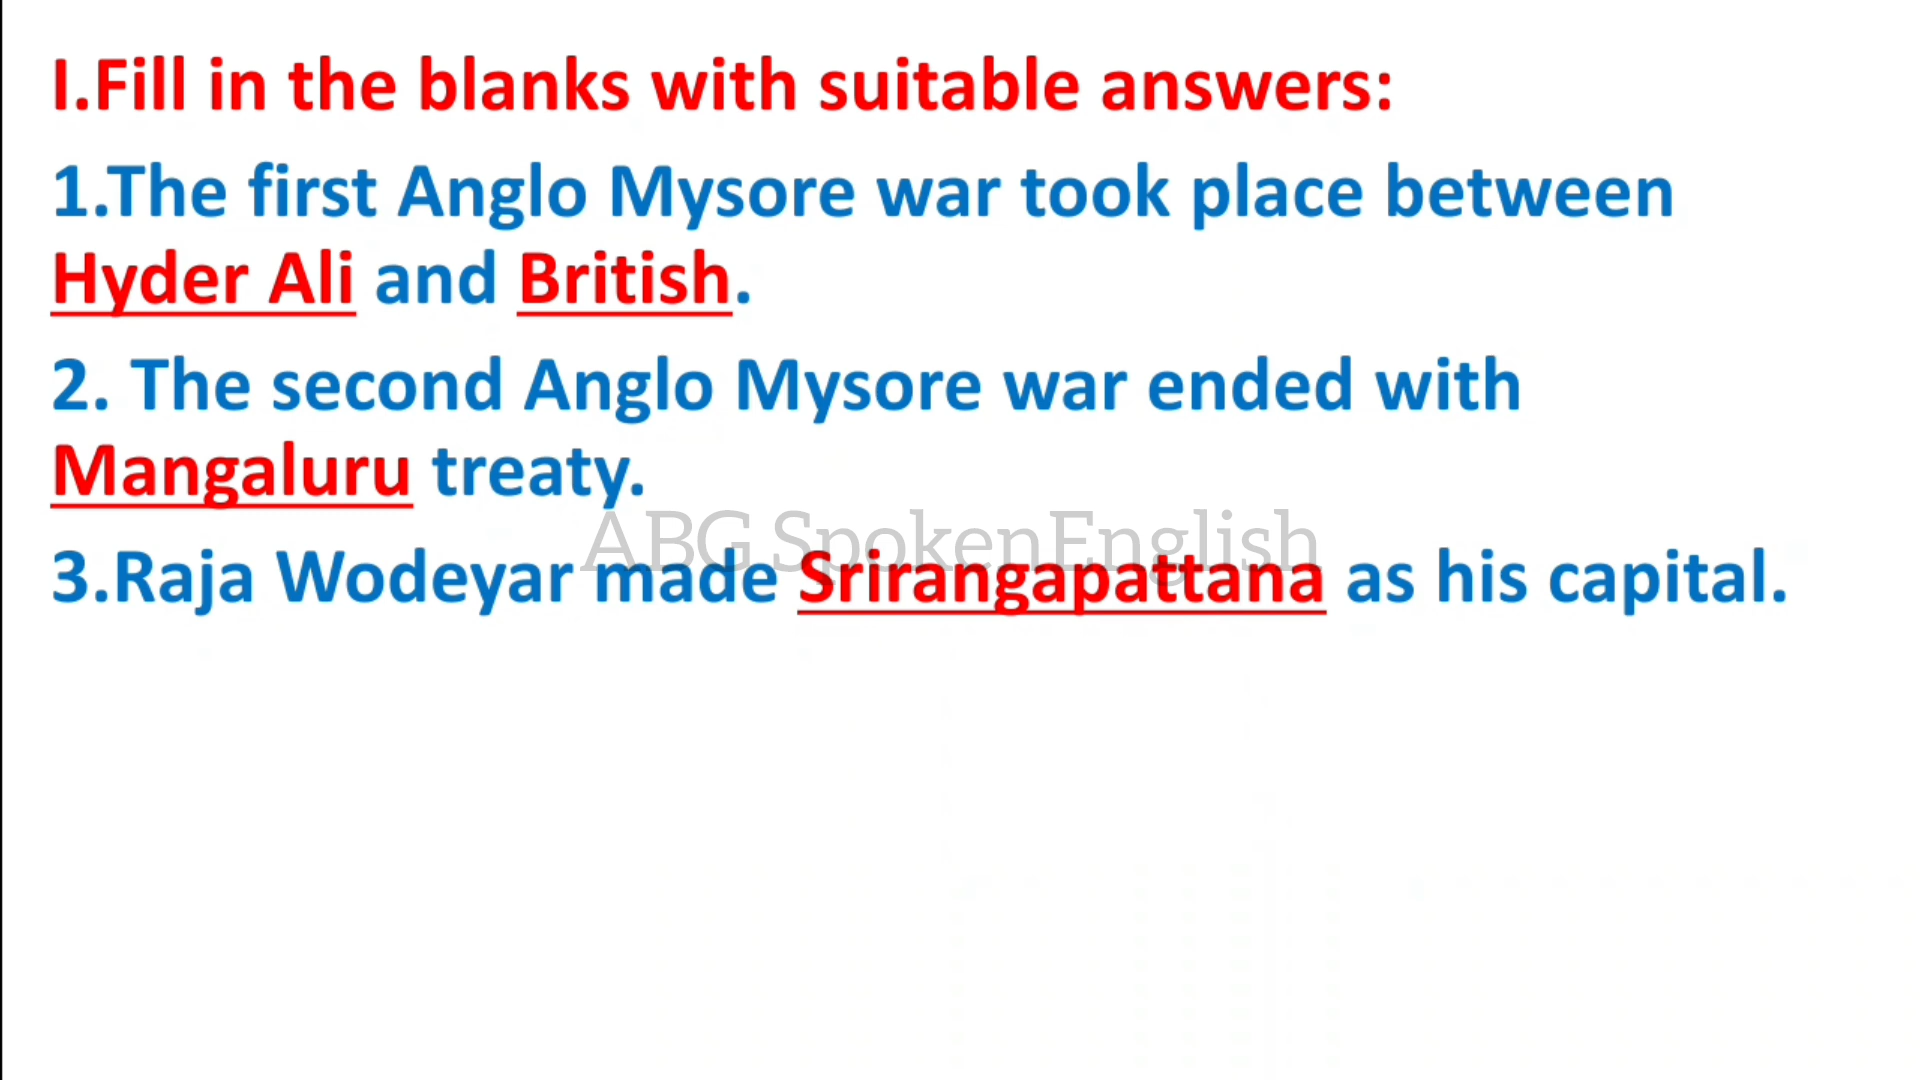 I.Fill in the blanks with suitable answers:
1.The first Anglo Mysore war took place between
Hyder Ali and British.
2. The second Anglo Mysore war ended with
Mangaluru treaty.
ABG SpokenEnglish
3.Raja Wodeyar made Srirangapattana as his capital.